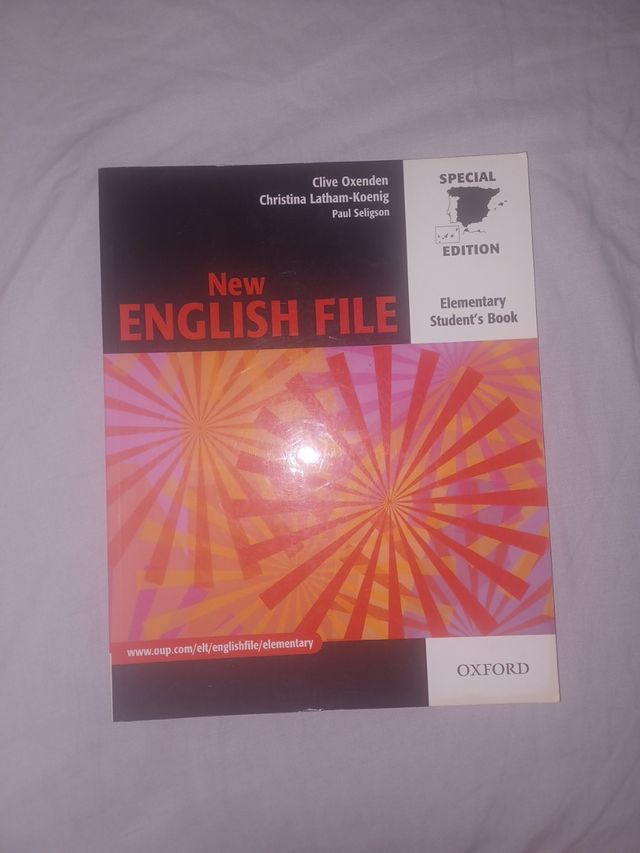 Clive Oxenden
Christina Latham-Koenig
Paul Seligson
SPECIAL
EDITION
New
ENGLISH FILE
Elementary
Student's Book
www.oup.com/elt/englishfile/elementary
OXFORD